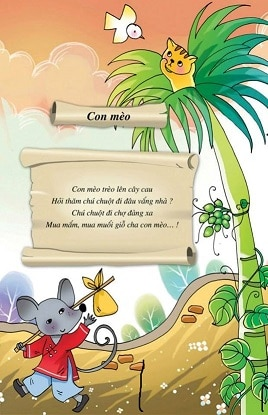 Con mèo
Con mèo trèo lên cây cau
Hỏi thăm chú chuột đi đâu vắng nhà ?
Chú chuột đi chợ đàng xa
Mua mắm, mua muối giỗ cha con mèo... !